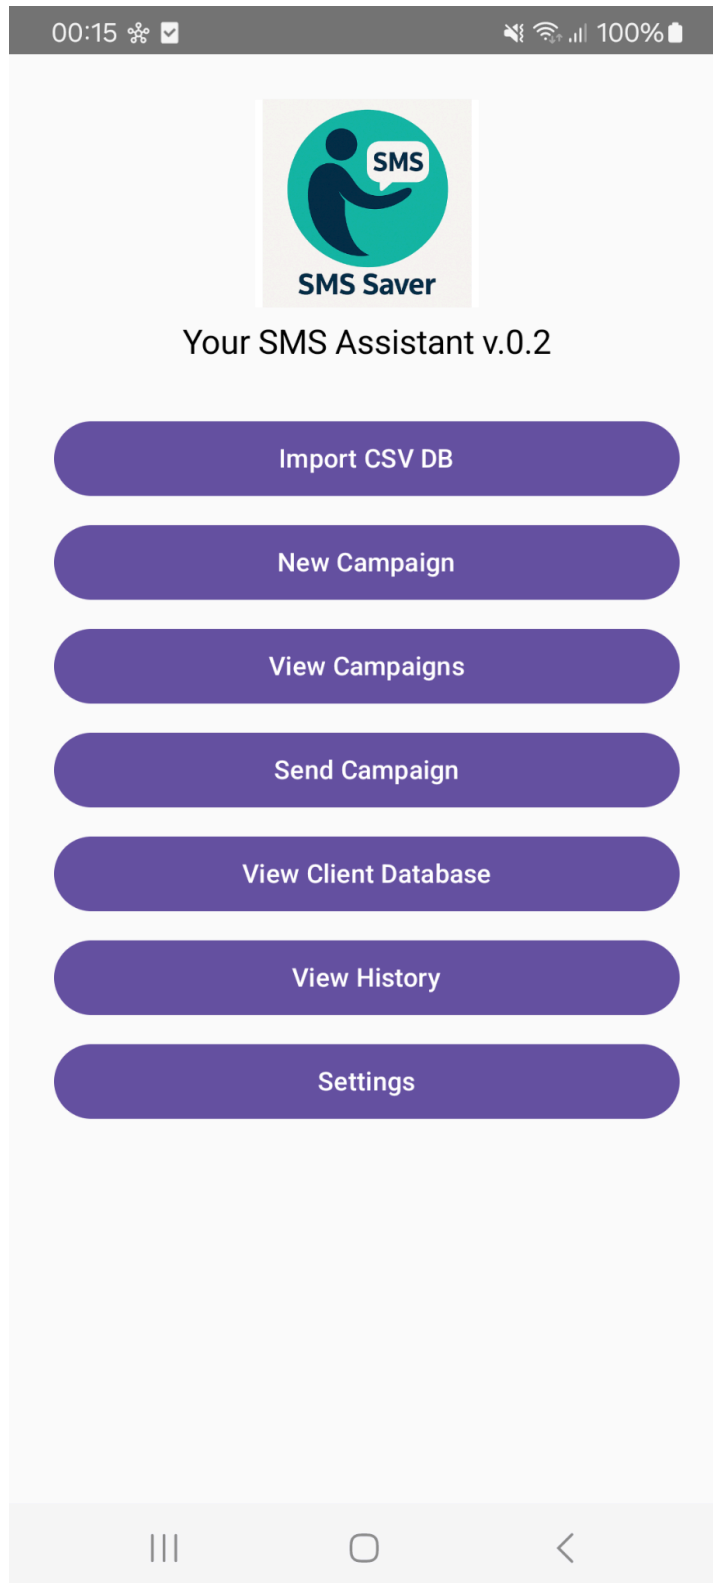 00:15 100%
SMS
SMS Saver
Your SMS Assistant v.0.2
Import CSV DB
New Campaign
View Campaigns
Send Campaign
View Client Database
View History
Settings